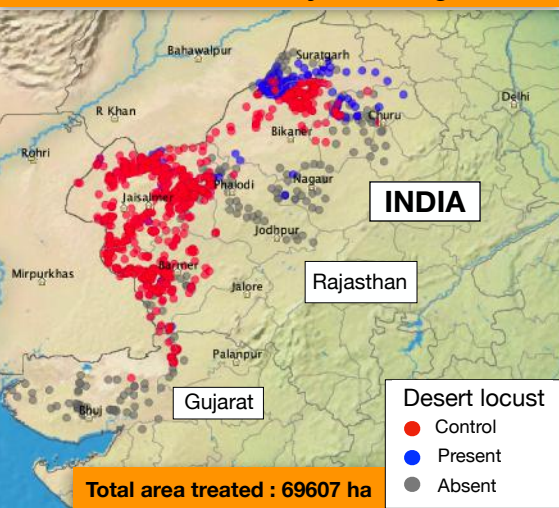 Bahawalpur
Suratgarh
Delhi
R Khan
Churu
Bikaner
Rohri
Phalodi
Nagaur
Jaisalmer
INDIA
Jodhpur
Barmer
Mirpurkhas
Rajasthan
Jalore
Palanpur
Gujarat
Bhuj
Desert locust
Control
Present
Absent
Total area treated : 69607 ha